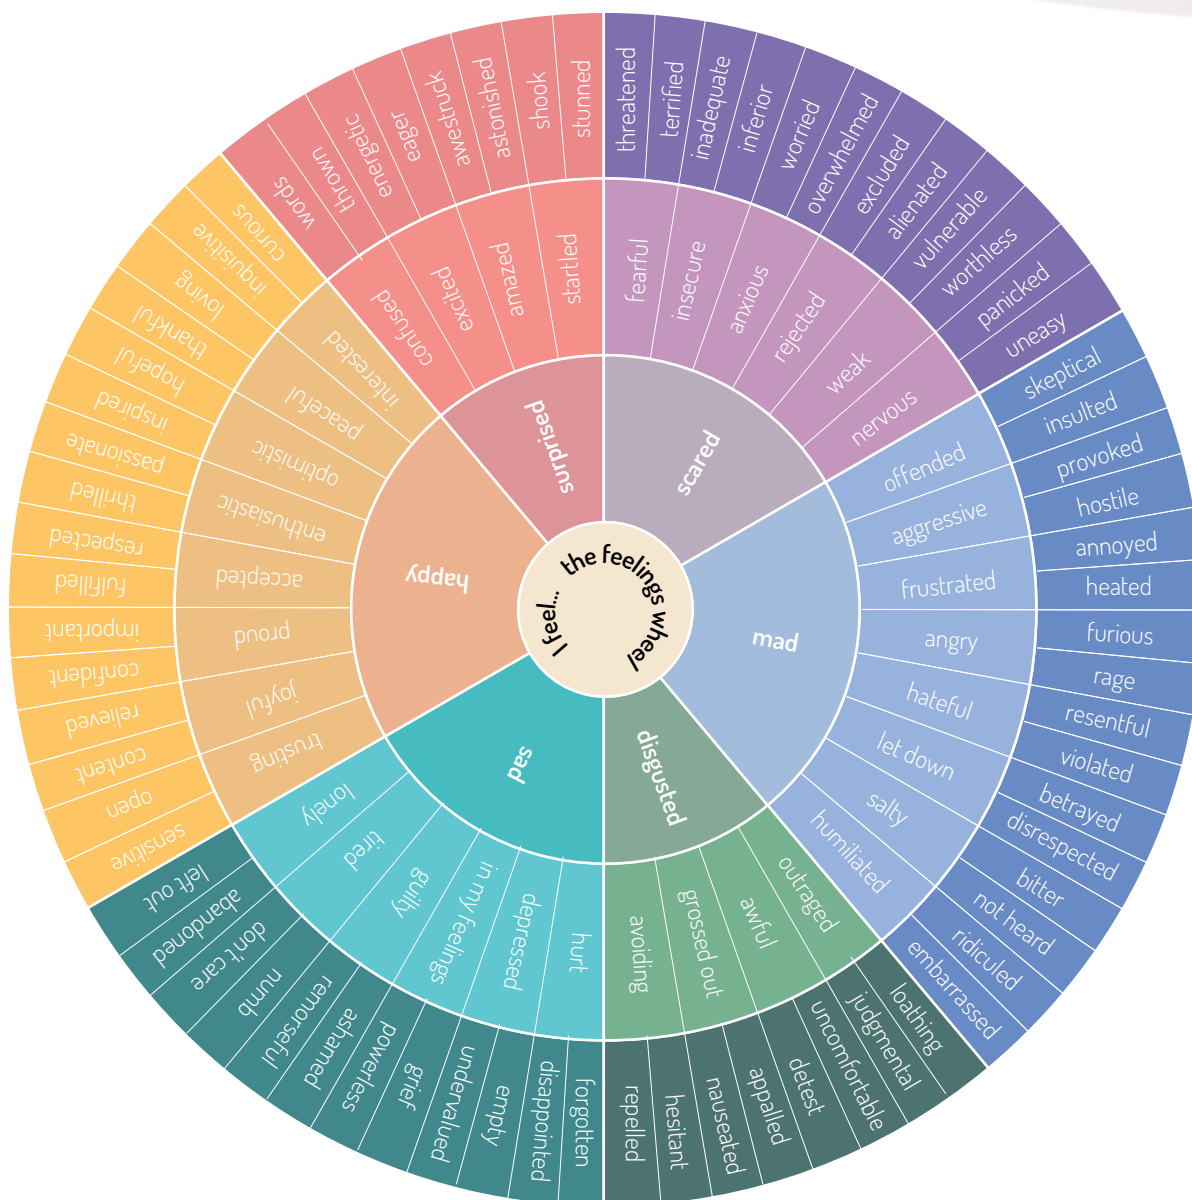 I feel...
the feelings wheel
surprised
scared
mad
disgusted
sad
happy
confused
excited
amazed
startled
fearful
insecure
anxious
rejected
weak
nervous
offended
aggressive
frustrated
angry
hateful
let down
salty
humiliated
outraged
awful
grossed out
avoiding
hurt
depressed
in my feelings
guilty
tired
lonely
trusting
joyful
proud
accepted
enthusiastic
optimistic
peaceful
interested
words
thrown
energetic
eager
awestruck
astonished
shook
stunned
threatened
terrified
inadequate
inferior
worried
overwhelmed
excluded
alienated
vulnerable
worthless
panicked
uneasy
skeptical
insulted
provoked
hostile
annoyed
heated
furious
rage
resentful
violated
betrayed
disrespected
bitter
not heard
ridiculed
embarrassed
loathing
judgmental
uncomfortable
detest
appalled
nauseated
hesitant
repelled
forgotten
disappointed
empty
undervalued
grief
powerless
ashamed
remorseful
numb
don't care
abandoned
left out
sensitive
open
content
relieved
confident
important
fulfilled
respected
thrilled
passionate
inspired
hopeful
thankful
loving
inquisitive
curious